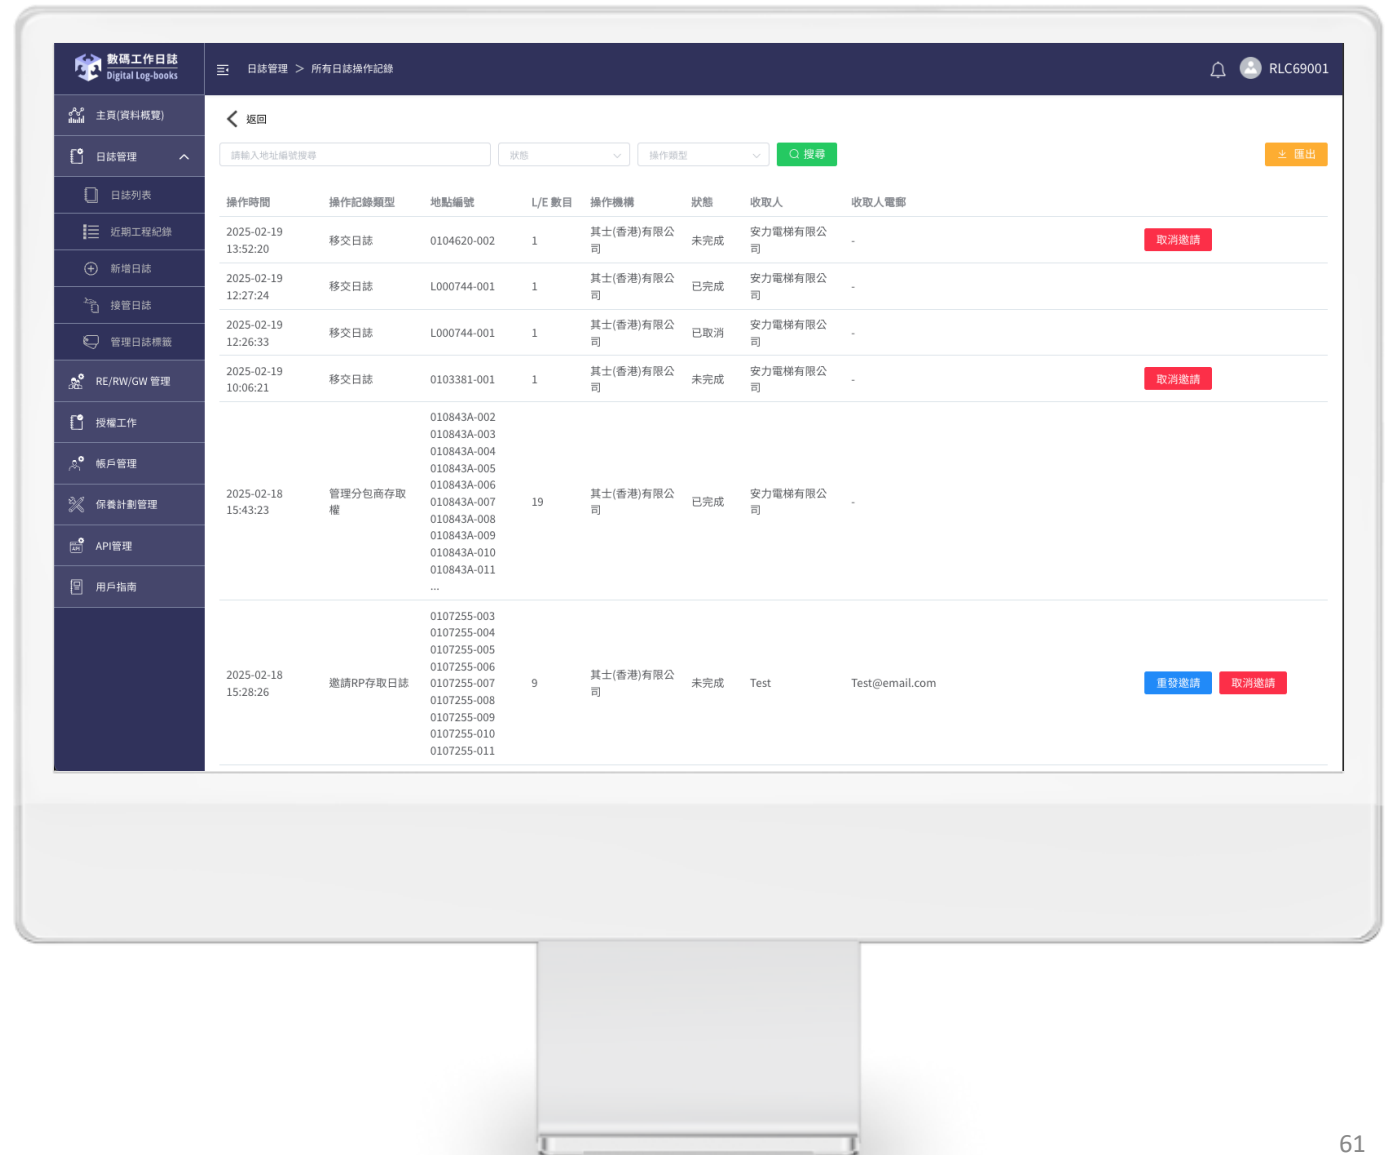 數碼工作日誌
Digital Log-books
日誌管理 > 所有日誌操作記錄
RLC69001
主頁(資料概覽)
日誌管理
日誌列表
近期工程紀錄
新增日誌
接管日誌
管理日誌標籤
RE/RW/GW 管理
授權工作
帳戶管理
保養計劃管理
API管理
用戶指南
返回
請輸入地址編號搜尋
狀態
操作類型
搜尋
匯出
操作時間 操作記錄類型 地點編號 L/E 數目 操作機構 狀態 收取人 收取人電郵
2025-02-19 13:52:20 移交日誌 0104620-002 1 其士(香港)有限公司 未完成 安力電梯有限公司 - 取消邀請
2025-02-19 12:27:24 移交日誌 L000744-001 1 其士(香港)有限公司 已完成 安力電梯有限公司 -
2025-02-19 12:26:33 移交日誌 L000744-001 1 其士(香港)有限公司 已取消 安力電梯有限公司 -
2025-02-19 10:06:21 移交日誌 0103381-001 1 其士(香港)有限公司 未完成 安力電梯有限公司 - 取消邀請
2025-02-18 15:43:23 管理分包商存取權
010843A-002
010843A-003
010843A-004
010843A-005
010843A-006
010843A-007
010843A-008
010843A-009
010843A-010
010843A-011
...
19 其士(香港)有限公司 已完成 安力電梯有限公司 -
2025-02-18 15:28:26 邀請RP存取日誌
0107255-003
0107255-004
0107255-005
0107255-006
0107255-007
0107255-008
0107255-009
0107255-010
0107255-011
9 其士(香港)有限公司 未完成 Test Test@email.com 重發邀請 取消邀請
61